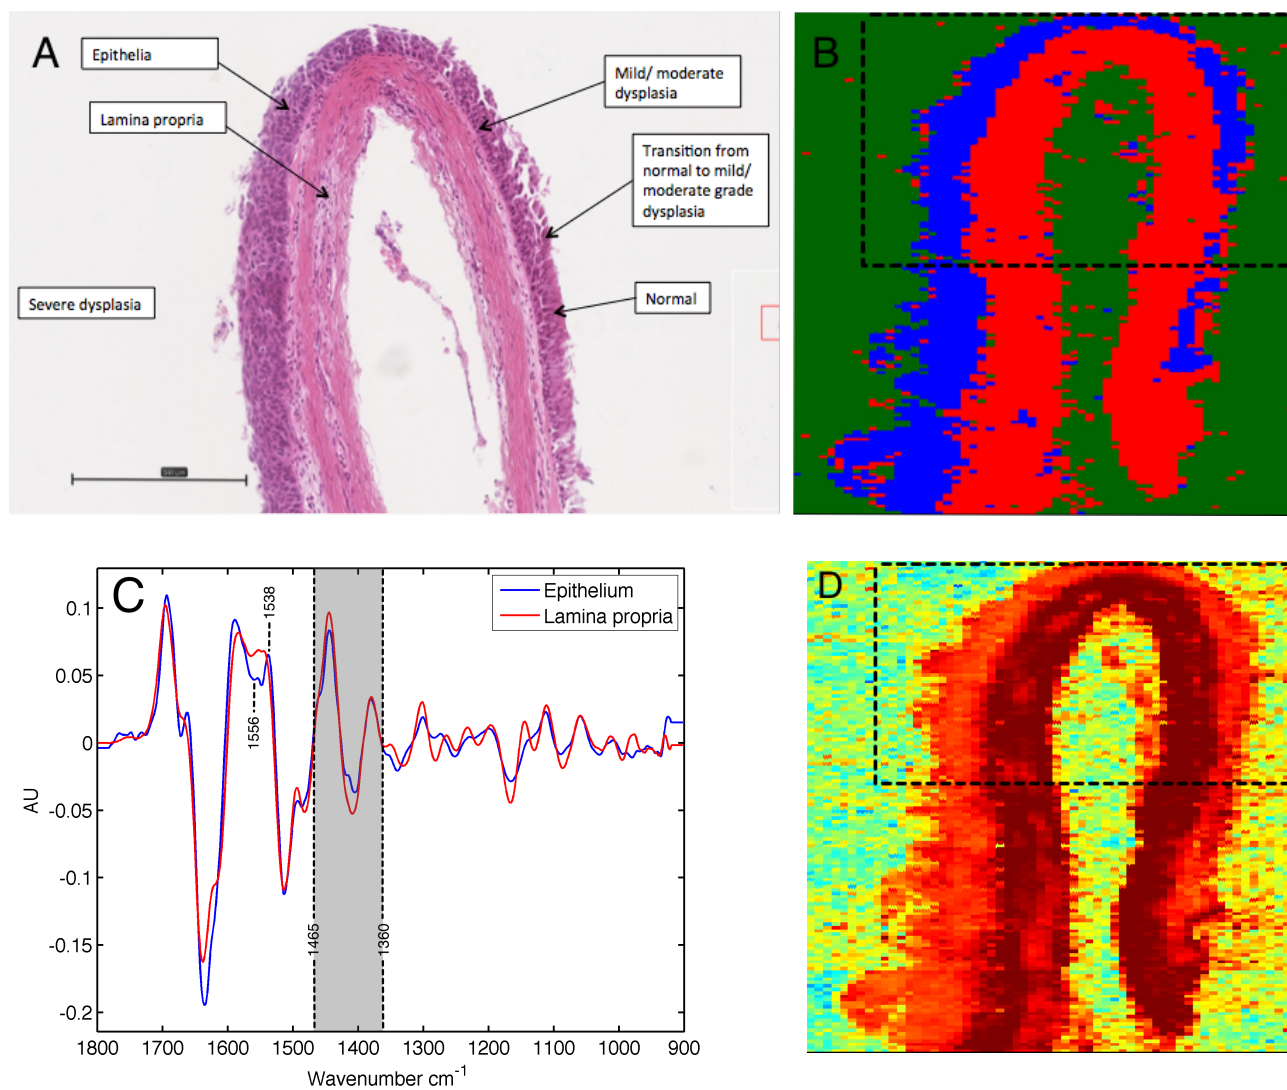 A
Epithelia
Lamina propria
Severe dysplasia
Mild/ moderate
dysplasia
Transition from
normal to mild/
moderate grade
dysplasia
Normal
B
C
Epithelium
Lamina propria
1538
1556
1465
1360
0.1
0.05
0
-0.05
-0.1
-0.15
-0.2
AU
1800 1700 1600 1500 1400 1300 1200 1100 1000 900
Wavenumber cm-1
D